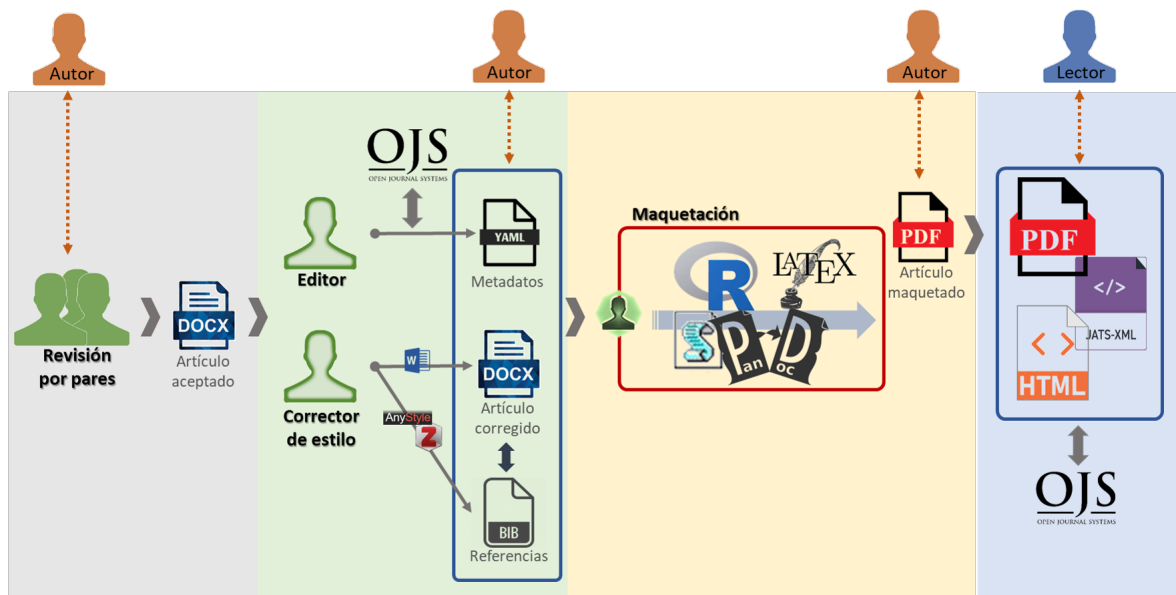 Autor
Autor
Autor
Lector
OJS
OPEN JOURNAL SYSTEMS
Revisión
por pares
DOCX
Artículo
aceptado
Editor
Corrector
de estilo
W
AnyStyle
Z
YAML
Metadatos
DOCX
Artículo
corregido
BIB
Referencias
Maquetación
R
LATEX
S
Pan
Doc
PDF
Artículo
maquetado
PDF
</>
JATS-XML
< >
HTML
OJS
OPEN JOURNAL SYSTEMS